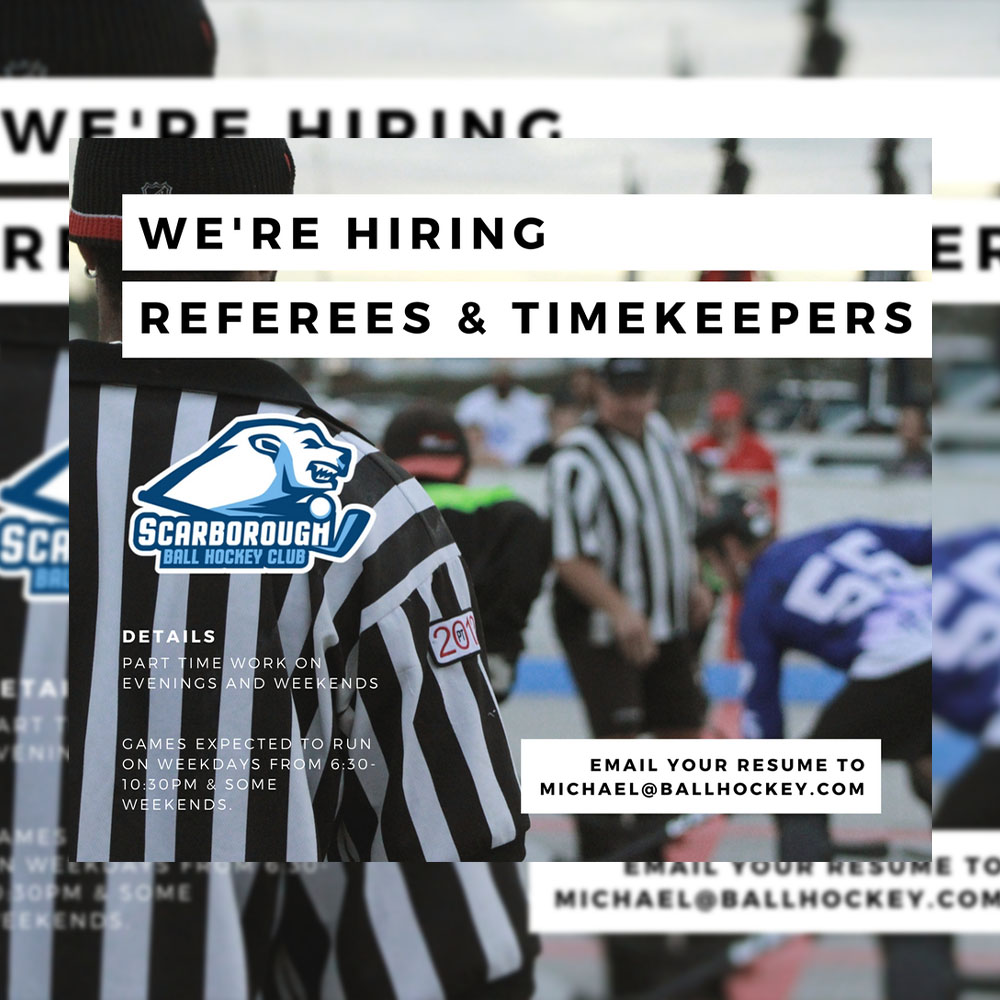 WE'RE HIRING
REFEREES & TIMEKEEPERS
SCARBOROUGH
BALL HOCKEY CLUB
2012
PT
55
DETAILS
PART TIME WORK ON
EVENINGS AND WEEKENDS
GAMES EXPECTED TO RUN
ON WEEKDAYS FROM 6:30-
10:30PM & SOME
WEEKENDS.
EMAIL YOUR RESUME TO
MICHAEL@BALLHOCKEY.COM